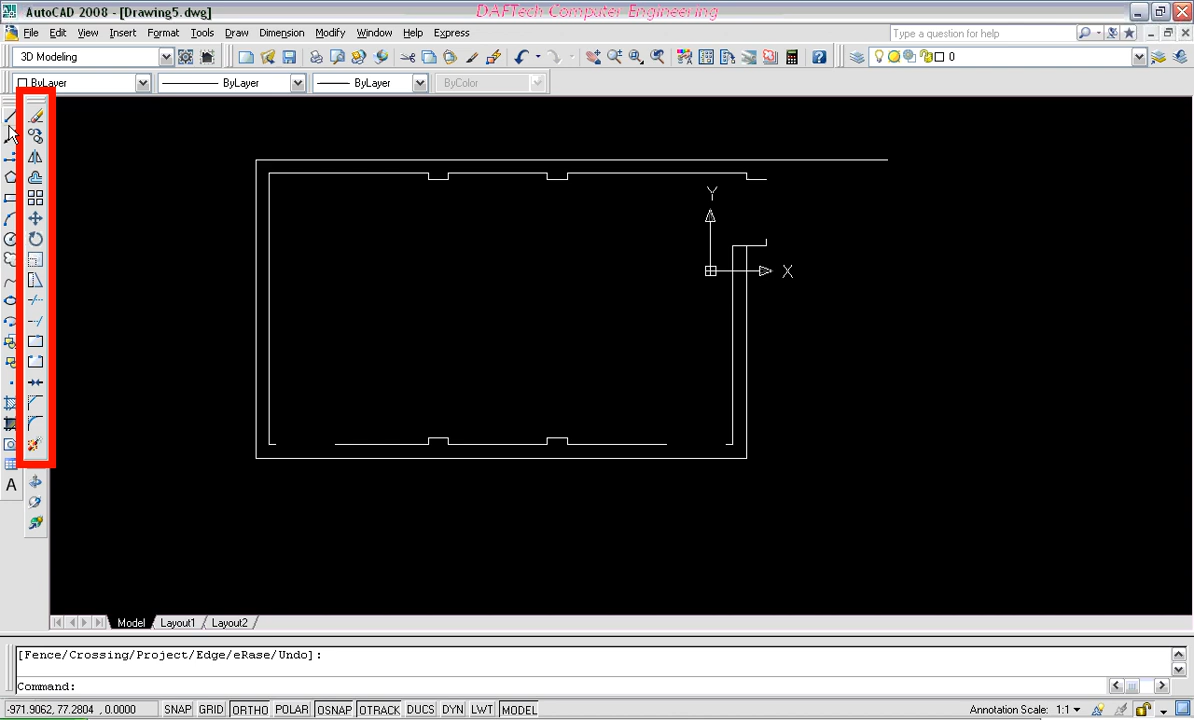 AutoCAD 2008 - [Drawing5.dwg]
DAFTech Computer Engineering
File Edit View Insert Format Tools Draw Dimension Modify Window Help Express
Type a question for help
3D Modeling
0
ByLayer ByLayer ByLayer ByColor
Y
X
A
Model Layout1 Layout2
[Fence/Crossing/Project/Edge/eRase/Undo]:
Command:
-971.9062, 77.2804 , 0.0000 SNAP GRID ORTHO POLAR OSNAP OTRACK DUCS DYN LWT MODEL Annotation Scale: 1:1